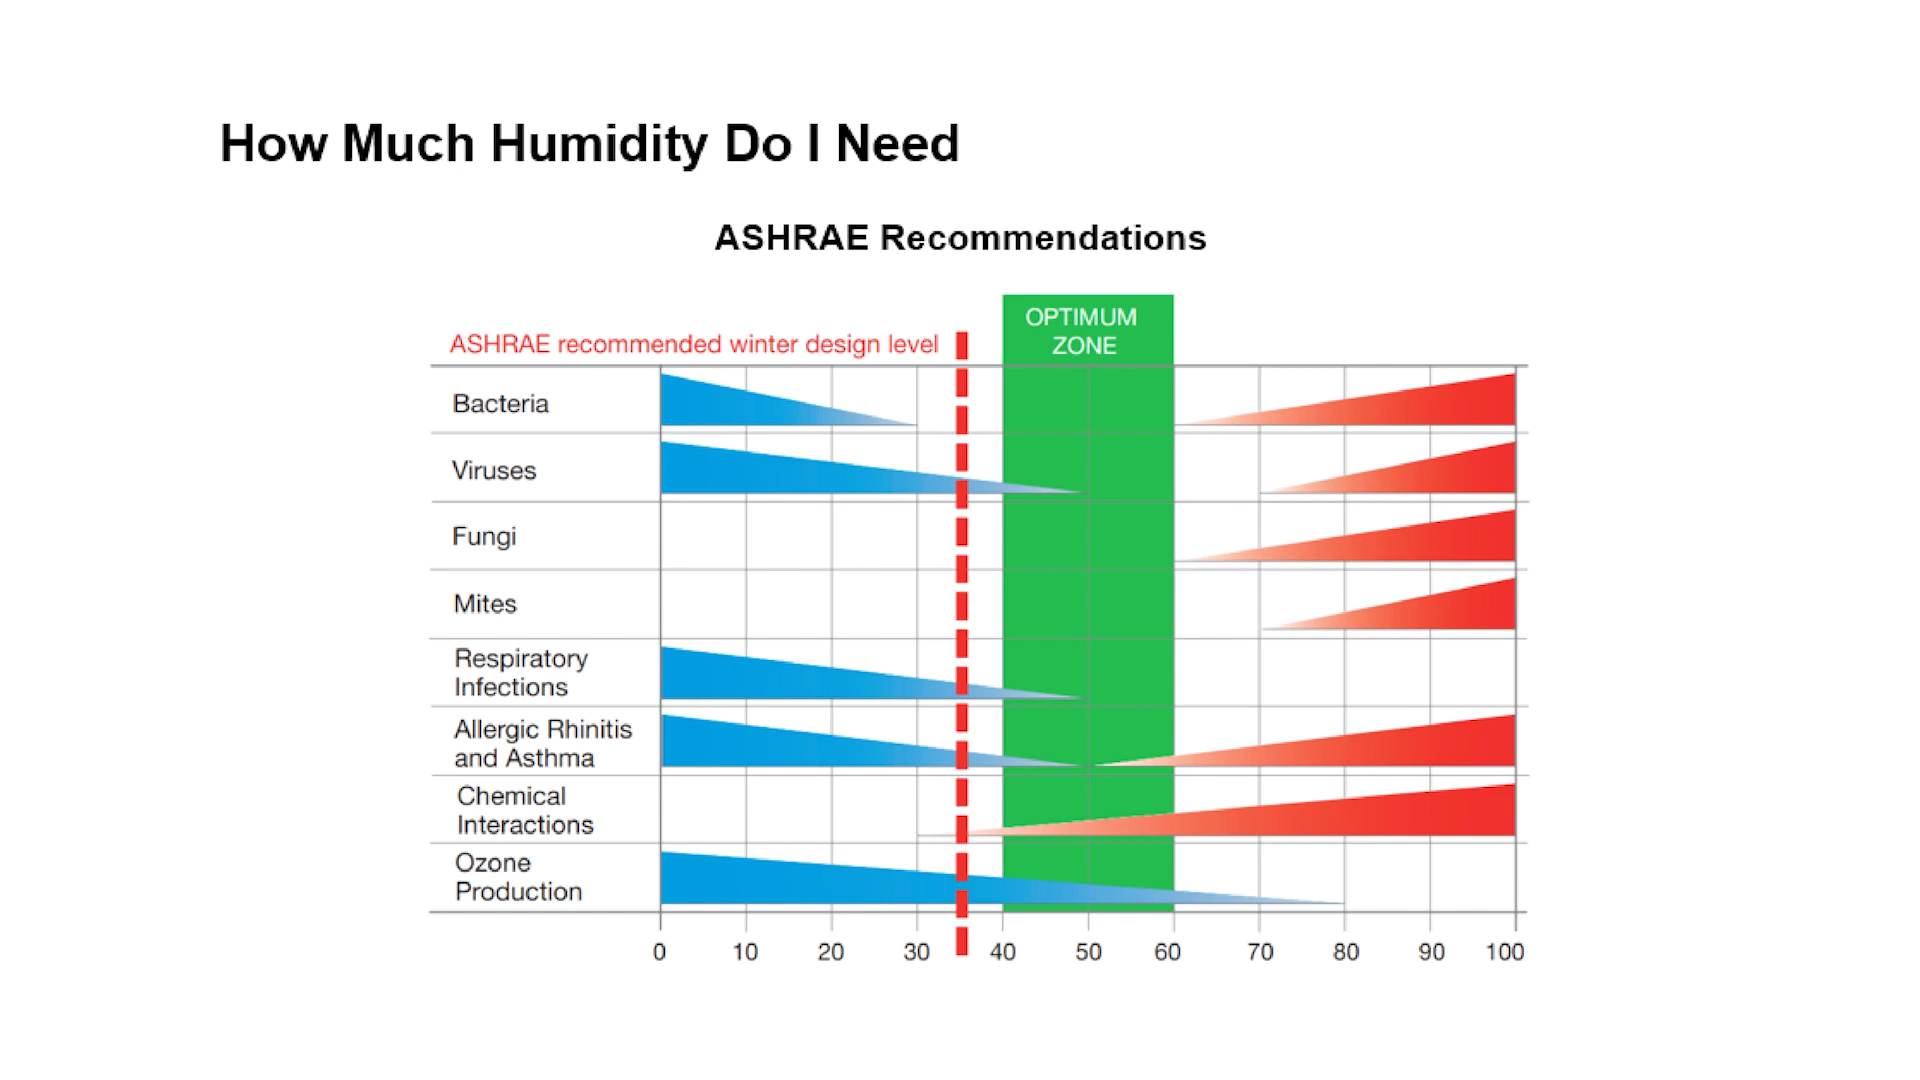 How Much Humidity Do I Need
ASHRAE Recommendations
OPTIMUM
ZONE
ASHRAE recommended winter design level
Bacteria
Viruses
Fungi
Mites
Respiratory
Infections
Allergic Rhinitis
and Asthma
Chemical
Interactions
Ozone
Production
0 10 20 30 40 50 60 70 80 90 100